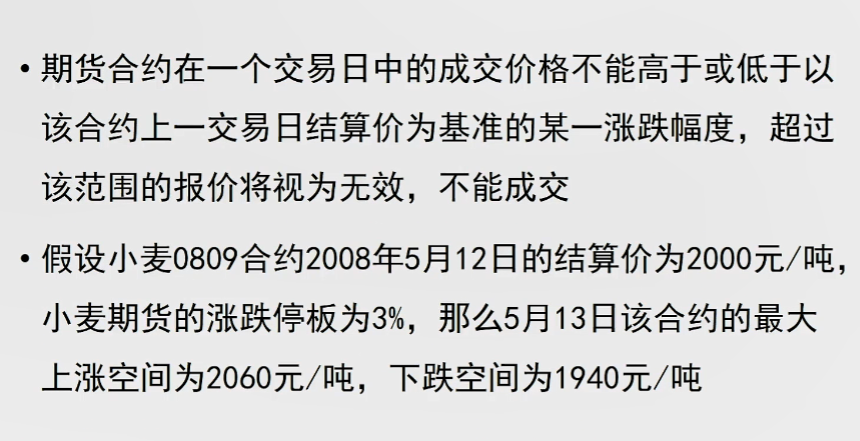 • 期货合约在一个交易日中的成交价格不能高于或低于以
该合约上一交易日结算价为基准的某一涨跌幅度，超过
该范围的报价将视为无效，不能成交
• 假设小麦0809合约2008年5月12日的结算价为2000元/吨，
小麦期货的涨跌停板为3%，那么5月13日该合约的最大
上涨空间为2060元/吨，下跌空间为1940元/吨